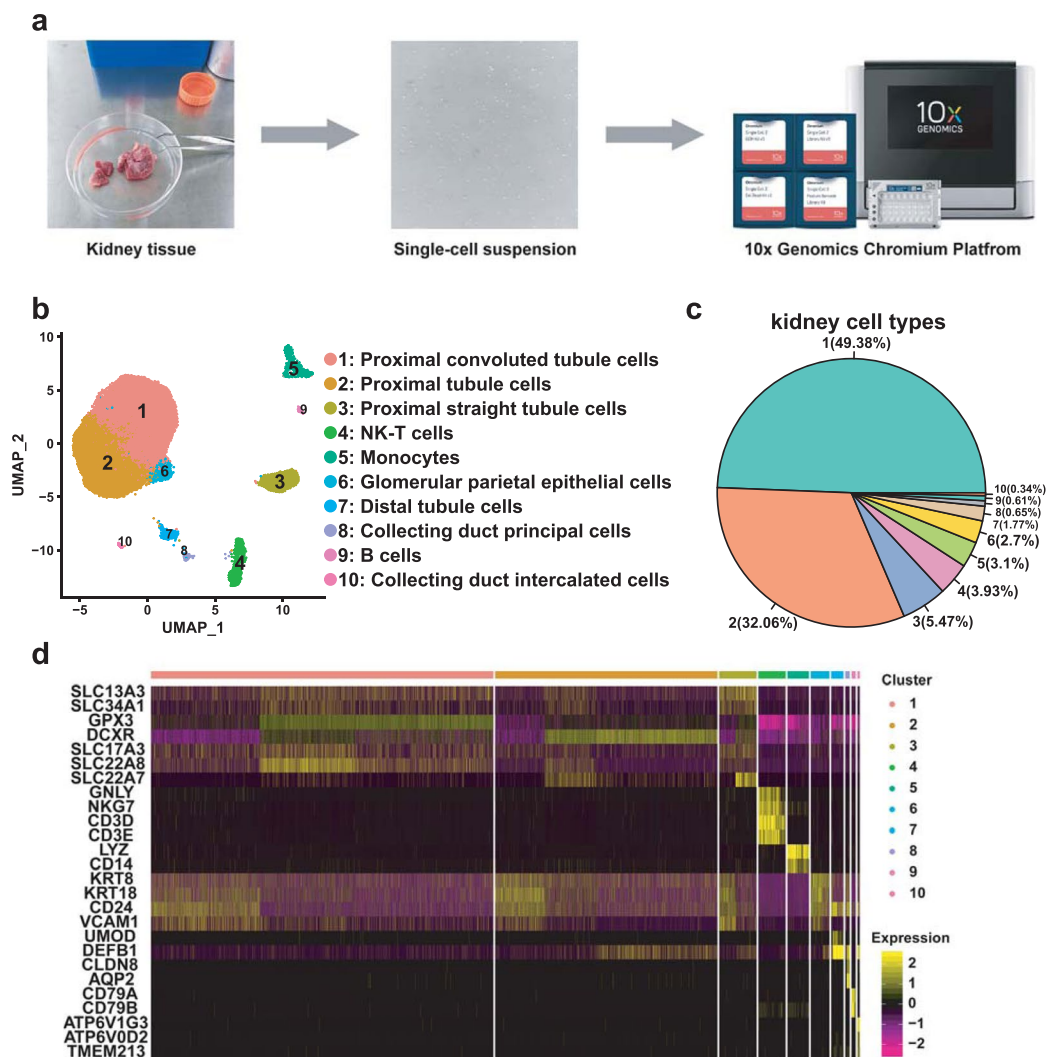 a
10x
GENOMICS
Kidney tissue
Single-cell suspension
10x Genomics Chromium Platfrom
b
10
5
0
−5
−10
UMAP_2
−5
0
5
10
UMAP_1
1
2
3
4
5
6
7
8
9
10
1: Proximal convoluted tubule cells
2: Proximal tubule cells
3: Proximal straight tubule cells
4: NK-T cells
5: Monocytes
6: Glomerular parietal epithelial cells
7: Distal tubule cells
8: Collecting duct principal cells
9: B cells
10: Collecting duct intercalated cells
c
kidney cell types
1(49.38%)
10(0.34%)
9(0.61%)
8(0.65%)
7(1.77%)
6(2.7%)
5(3.1%)
4(3.93%)
3(5.47%)
2(32.06%)
d
SLC13A3
SLC34A1
GPX3
DCXR
SLC17A3
SLC22A8
SLC22A7
GNLY
NKG7
CD3D
CD3E
LYZ
CD14
KRT8
KRT18
CD24
VCAM1
UMOD
DEFB1
CLDN8
AQP2
CD79A
CD79B
ATP6V1G3
ATP6V0D2
TMEM213
Cluster
1
2
3
4
5
6
7
8
9
10
Expression
2
1
0
−1
−2